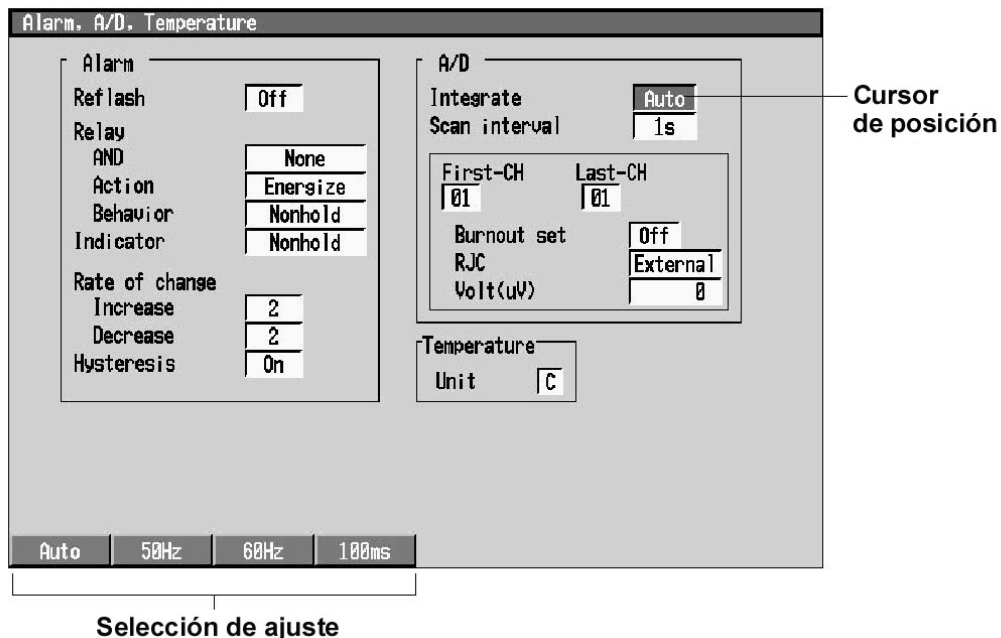 Alarm, A/D, Temperature
Alarm
Reflash Off
Relay
AND None
Action Energize
Behavior Nonhold
Indicator Nonhold
Rate of change
Increase 2
Decrease 2
Hysteresis On
A/D
Integrate Auto
Scan interval 1s
First-CH Last-CH
01 01
Burnout set Off
RJC External
Volt(uV) 0
Temperature
Unit C
Cursor
de posición
Auto 50Hz 60Hz 100ms
Selección de ajuste